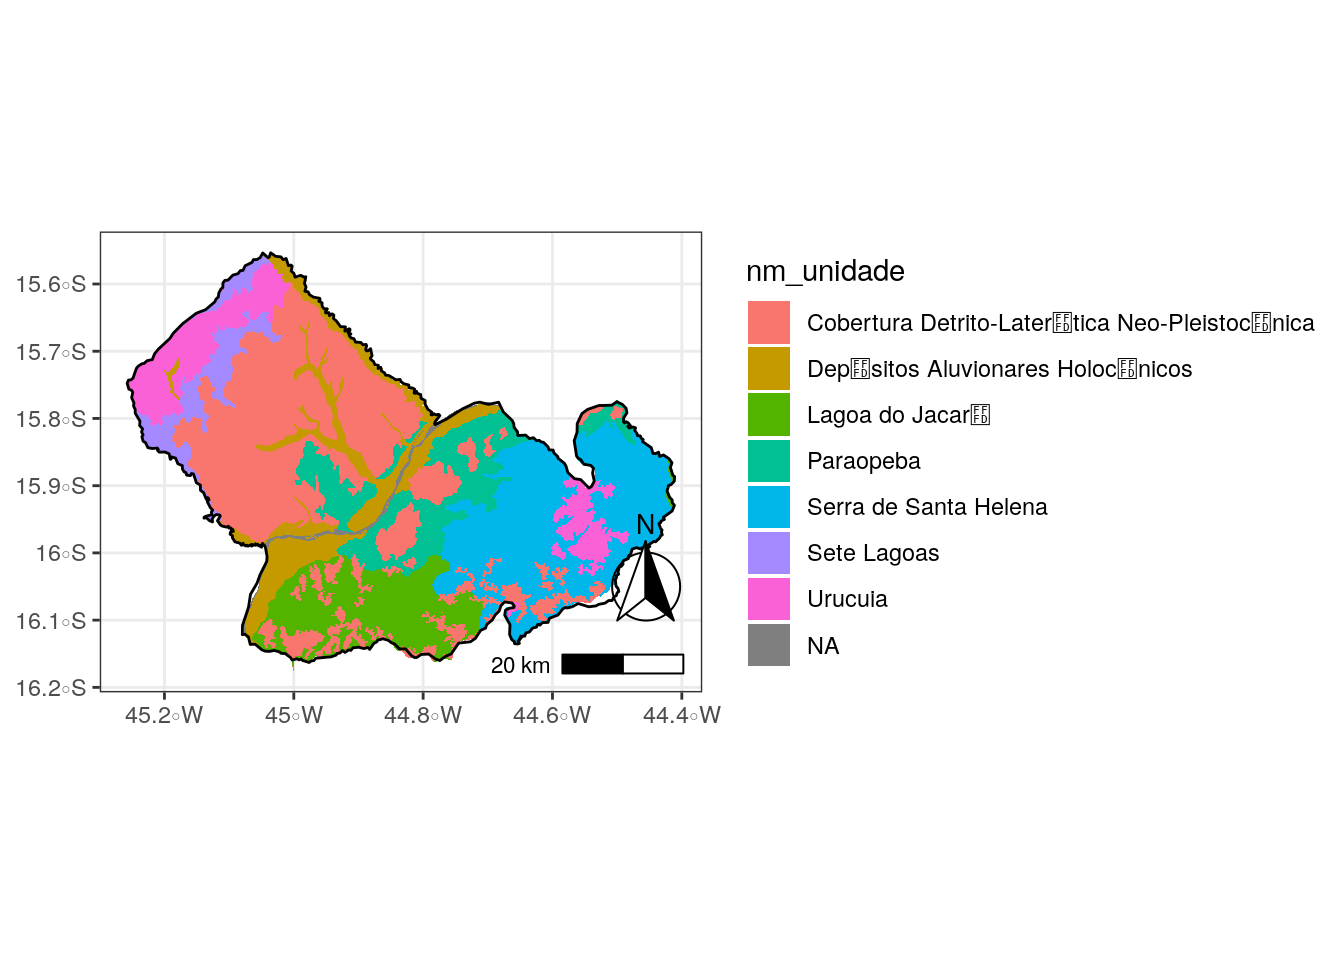 nm_unidade
Cobertura Detrito-Later�tica Neo-Pleistoc�nica
Dep�sitos Aluvionares Holoc�nicos
Lagoa do Jacar�
Paraopeba
Serra de Santa Helena
Sete Lagoas
Urucuia
NA
15.6°S
15.7°S
15.8°S
15.9°S
16°S
16.1°S
16.2°S
N
20 km
45.2°W
45°W
44.8°W
44.6°W
44.4°W